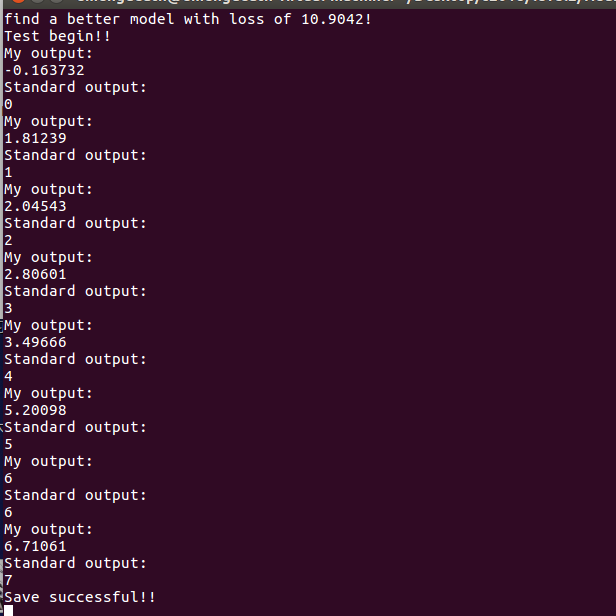 find a better model with loss of 10.9042!
Test begin!!
My output:
-0.163732
Standard output:
0
My output:
1.81239
Standard output:
1
My output:
2.04543
Standard output:
2
My output:
2.80601
Standard output:
3
My output:
3.49666
Standard output:
4
My output:
5.20098
Standard output:
5
My output:
6
Standard output:
6
My output:
6.71061
Standard output:
7
Save successful!!